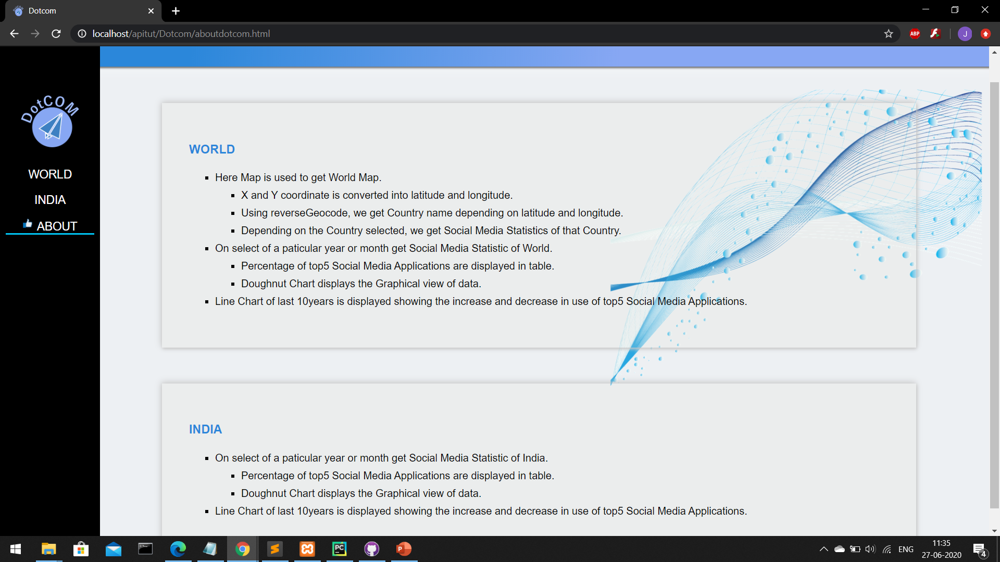 Dotcom
localhost/apitut/Dotcom/aboutdotcom.html
ABP
J
DotCOM
WORLD
INDIA
ABOUT
WORLD
Here Map is used to get World Map.
X and Y coordinate is converted into latitude and longitude.
Using reverseGeocode, we get Country name depending on latitude and longitude.
Depending on the Country selected, we get Social Media Statistics of that Country.
On select of a paticular year or month get Social Media Statistic of World.
Percentage of top5 Social Media Applications are displayed in table.
Doughnut Chart displays the Graphical view of data.
Line Chart of last 10years is displayed showing the increase and decrease in use of top5 Social Media Applications.
INDIA
On select of a paticular year or month get Social Media Statistic of India.
Percentage of top5 Social Media Applications are displayed in table.
Doughnut Chart displays the Graphical view of data.
Line Chart of last 10years is displayed showing the increase and decrease in use of top5 Social Media Applications.
PC
P
ENG
11:35
27-06-2020
4